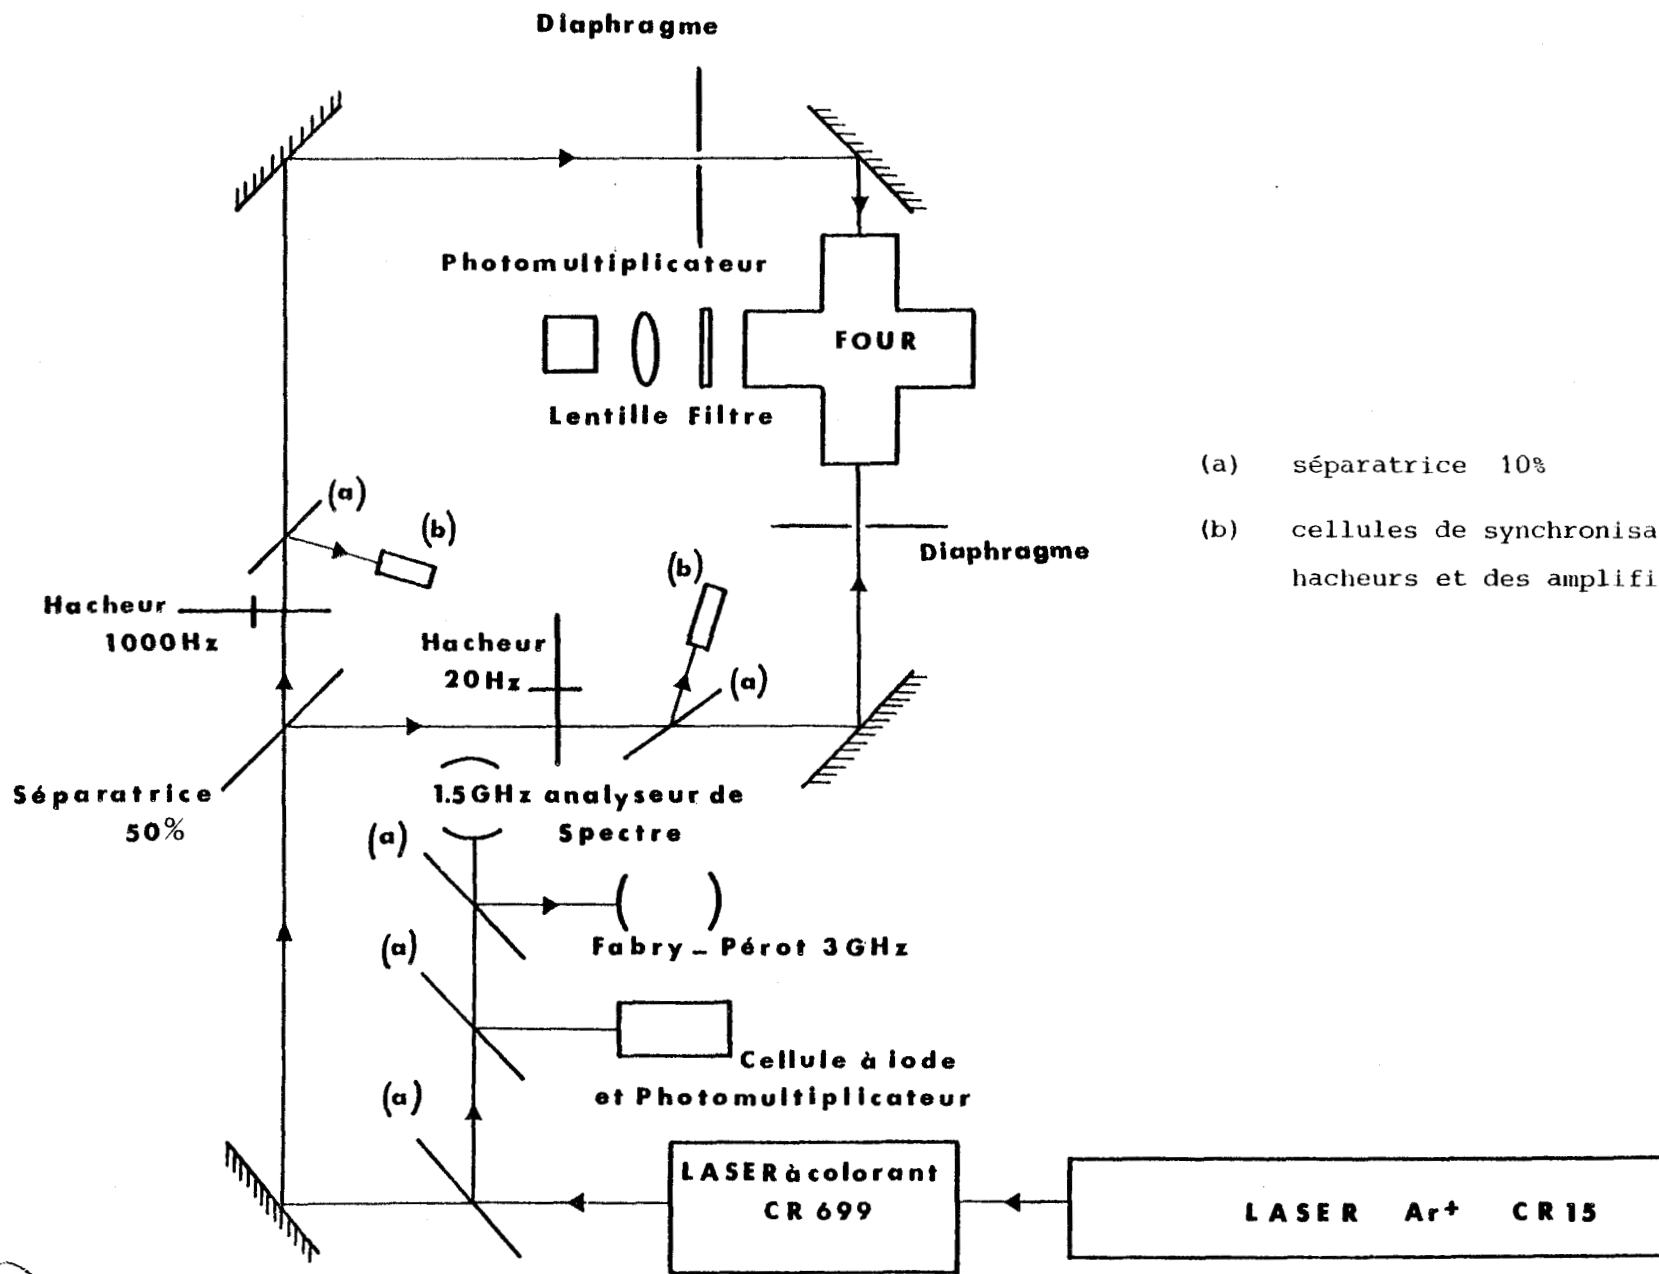 Diaphragme
Photomultiplicateur
FOUR
Lentille Filtre
(a)
(b)
(a) séparatrice 10%
(b) cellules de synchronisa
hacheurs et des amplifi
Diaphragme
(b)
Hacheur
1000Hz
Hacheur
20Hz
(a)
Séparatrice
50%
1.5GHz analyseur de
Spectre
(a)
(a)
Fabry – Pérot 3GHz
Cellule à iode
et Photomultiplicateur
(a)
LASER à colorant
CR 699
LASER Ar+ CR15